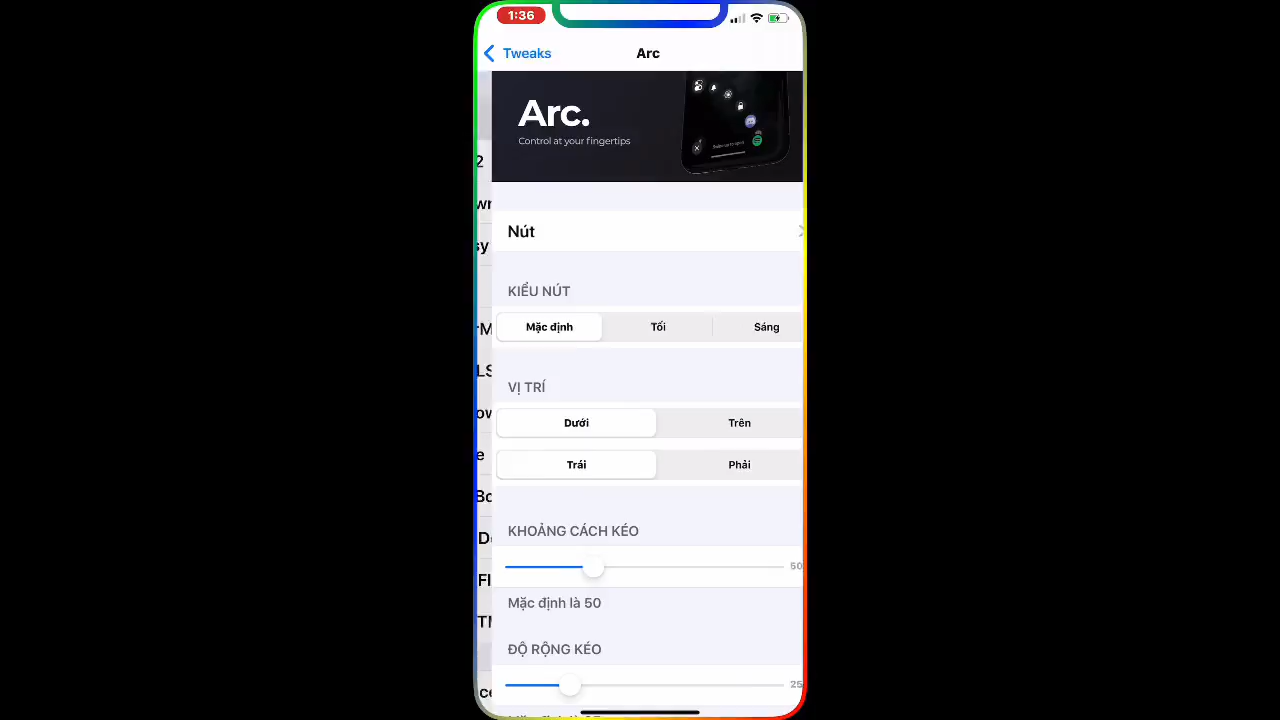 1:36
Tweaks
Arc
Arc.
Control at your fingertips
Nút
KIỂU NÚT
Mặc định
Tối
Sáng
VỊ TRÍ
Dưới
Trên
Trái
Phải
KHOẢNG CÁCH KÉO
50
Mặc định là 50
ĐỘ RỘNG KÉO
25